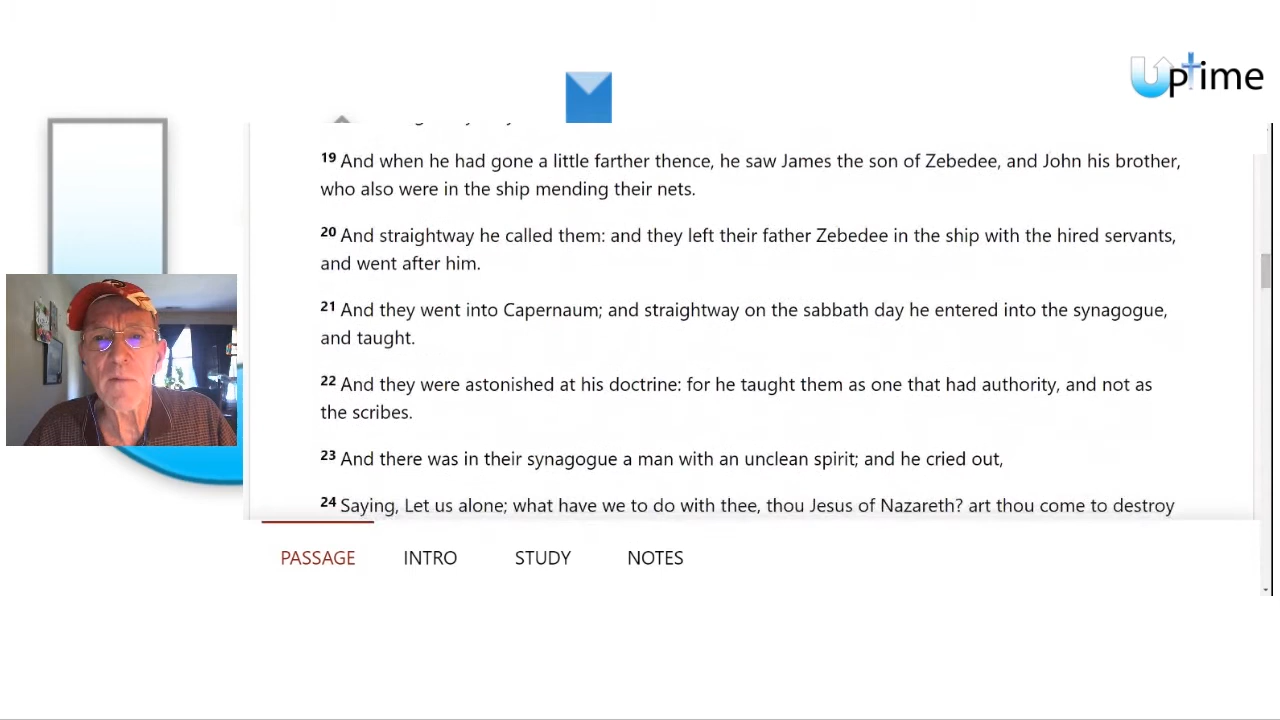 Uptime
19 And when he had gone a little farther thence, he saw James the son of Zebedee, and John his brother,
who also were in the ship mending their nets.
20 And straightway he called them: and they left their father Zebedee in the ship with the hired servants,
and went after him.
21 And they went into Capernaum; and straightway on the sabbath day he entered into the synagogue,
and taught.
22 And they were astonished at his doctrine: for he taught them as one that had authority, and not as
the scribes.
23 And there was in their synagogue a man with an unclean spirit; and he cried out,
24 Saying, Let us alone; what have we to do with thee, thou Jesus of Nazareth? art thou come to destroy
PASSAGE INTRO STUDY NOTES